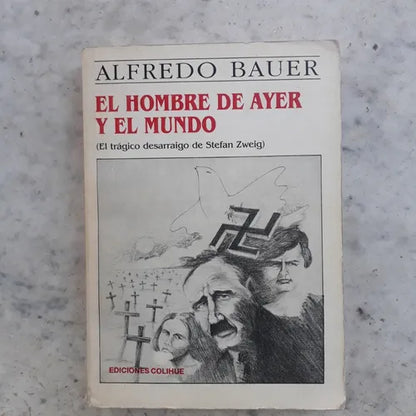 ALFREDO BAUER
EL HOMBRE DE AYER
Y EL MUNDO
(El trágico desarraigo de Stefan Zweig)
EDICIONES COLIHUE